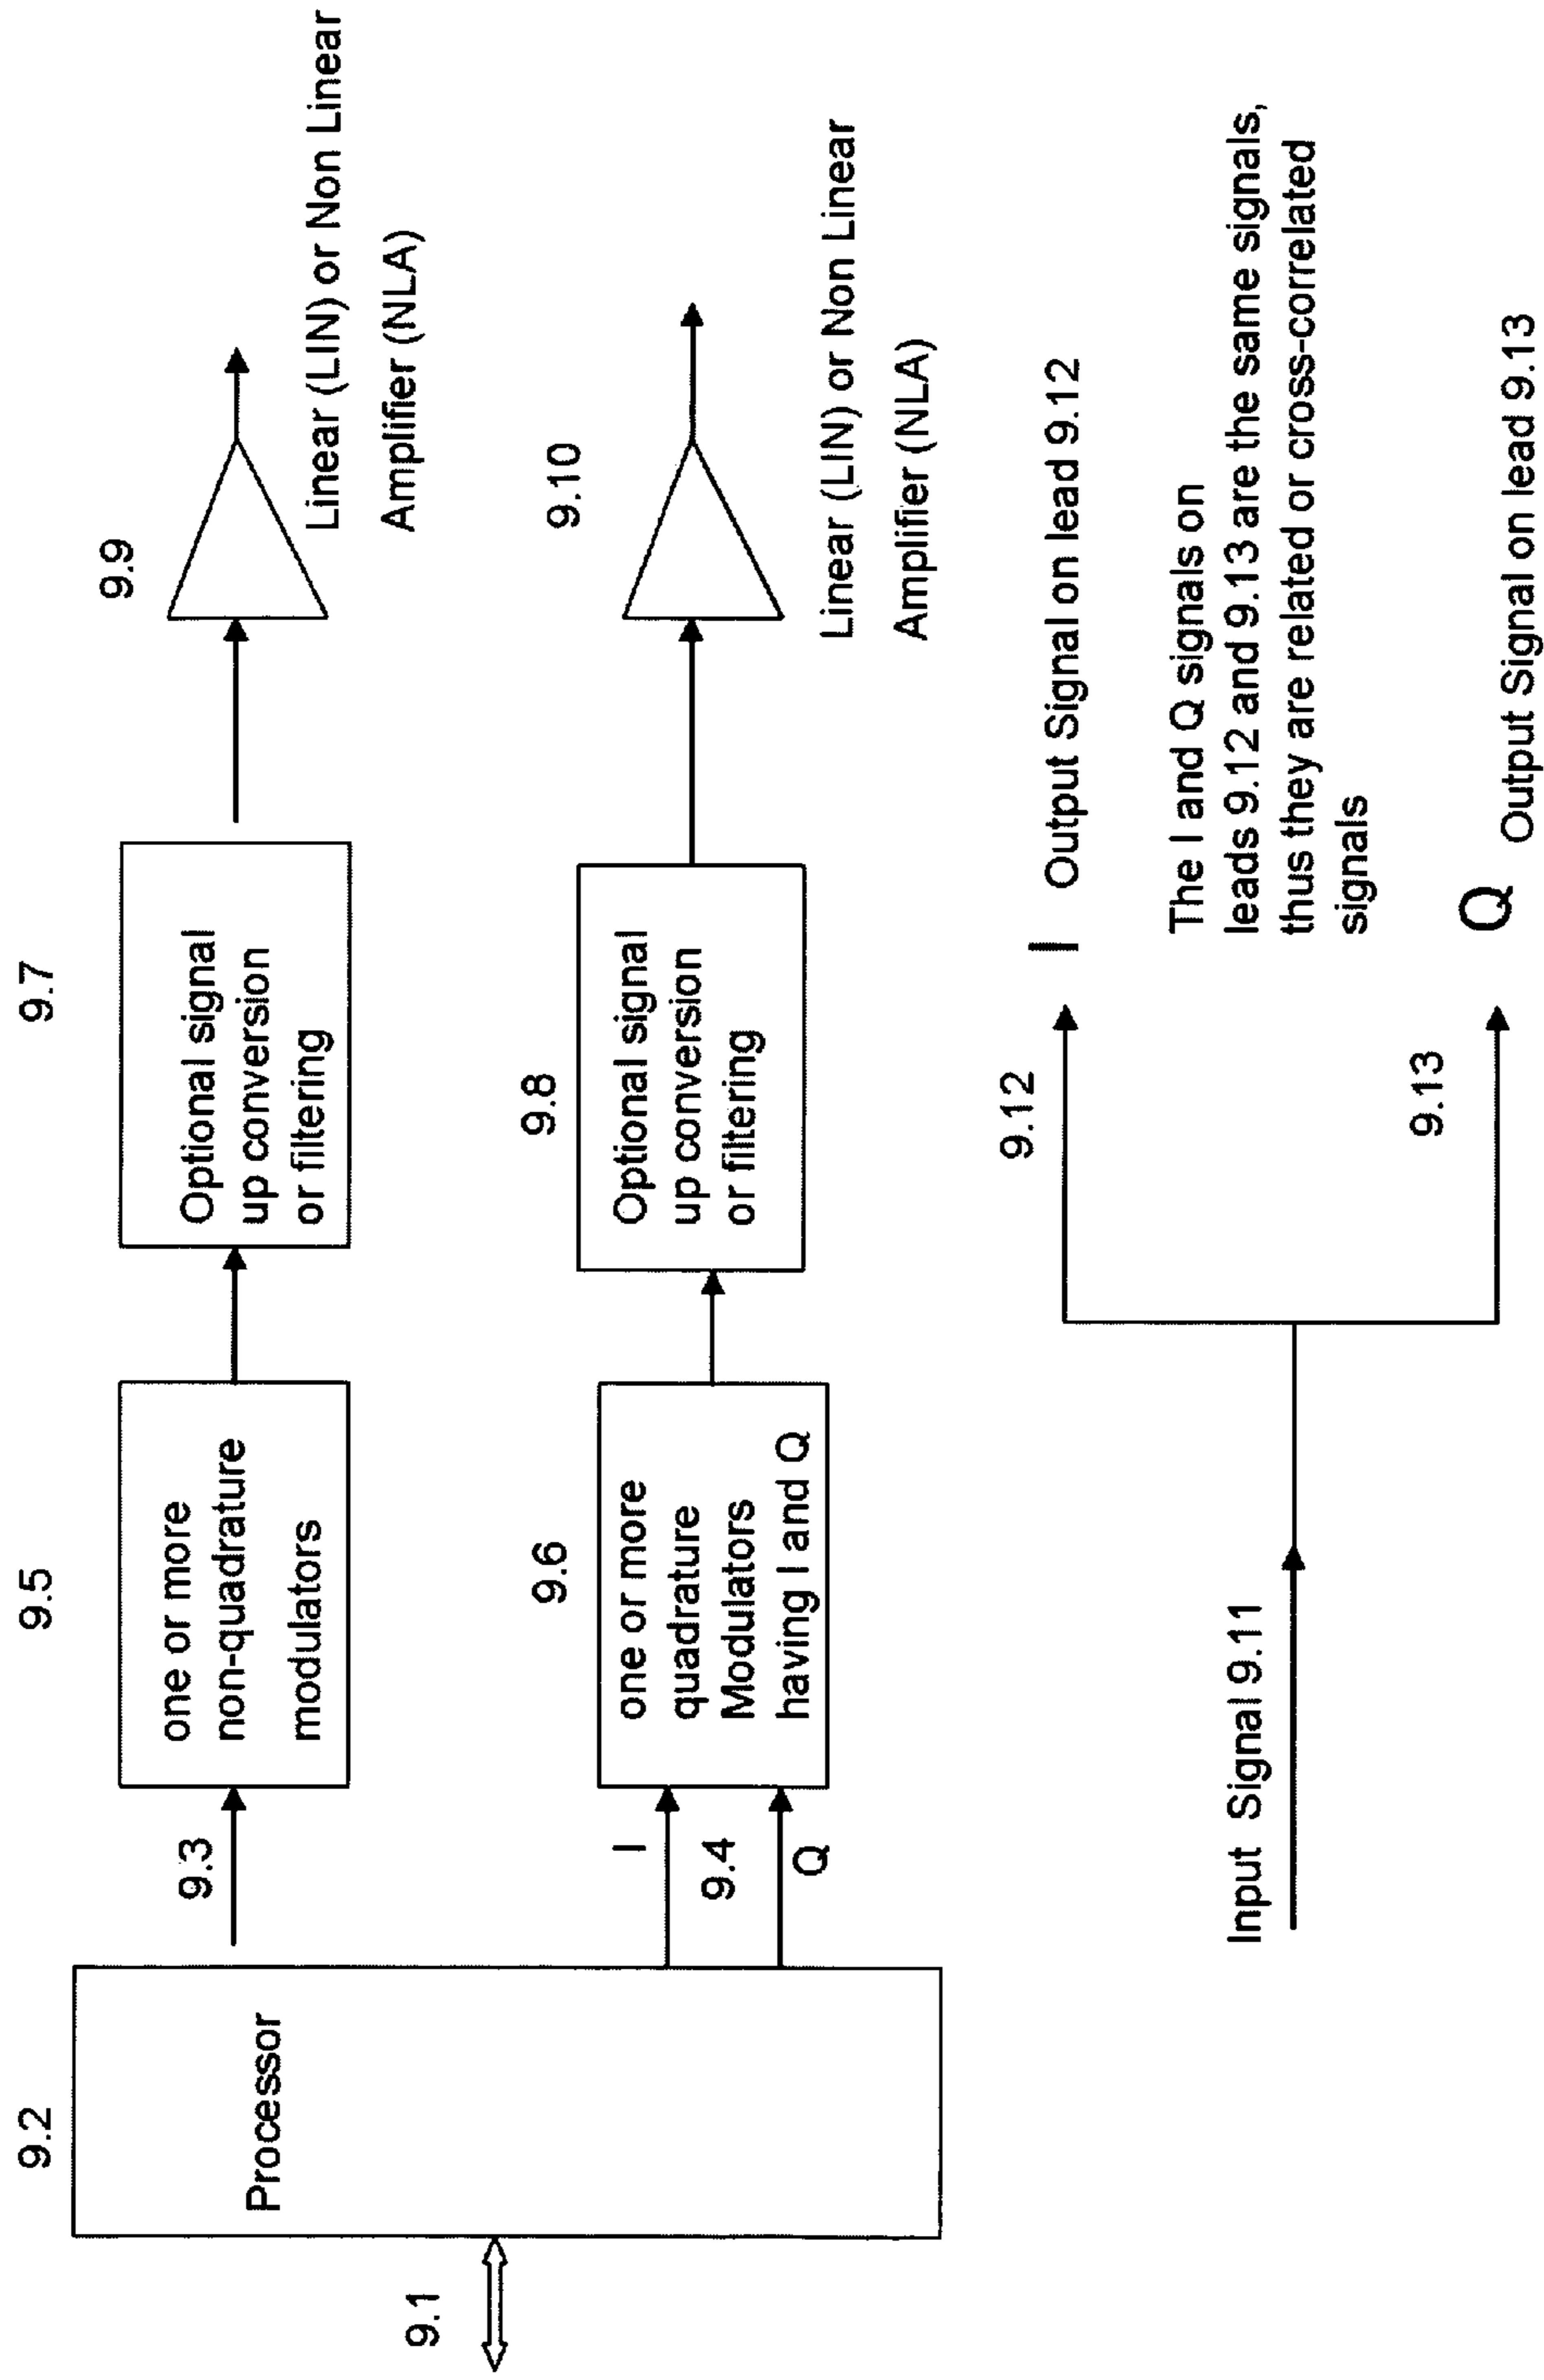 9.1
9.2
Processor
9.3
I
9.4
Q
9.5
one or more
non-quadrature
modulators
9.6
one or more
quadrature
Modulators
having I and Q
9.7
Optional signal
up conversion
or filtering
9.8
Optional signal
up conversion
or filtering
9.9
Linear (LIN) or Non Linear
Amplifier (NLA)
9.10
Linear (LIN) or Non Linear
Amplifier (NLA)
Input Signal 9.11
9.12
I Output Signal on lead 9.12
The I and Q signals on
leads 9.12 and 9.13 are the same signals,
thus they are related or cross-correlated
signals
9.13
Q Output Signal on lead 9.13